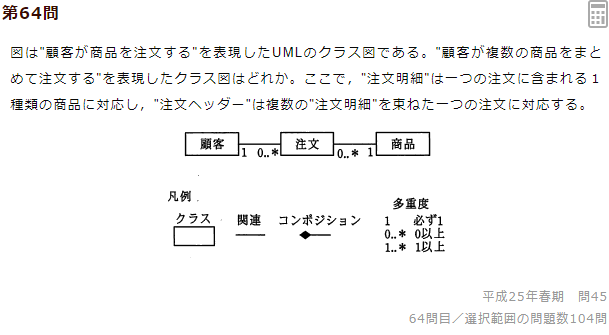 第64問
図は"顧客が商品を注文する"を表現したUMLのクラス図である。"顧客が複数の商品をまと
めて注文する"を表現したクラス図はどれか。ここで，"注文明細"は一つの注文に含まれる１
種類の商品に対応し，"注文ヘッダー"は複数の"注文明細"を束ねた一つの注文に対応する。
顧客 1 0..* 注文 0..* 1 商品
凡例
クラス 関連 コンポジション 多重度
1 必ず1
0..* 0以上
1..* 1以上
平成25年春期 問45
64問目／選択範囲の問題数104問